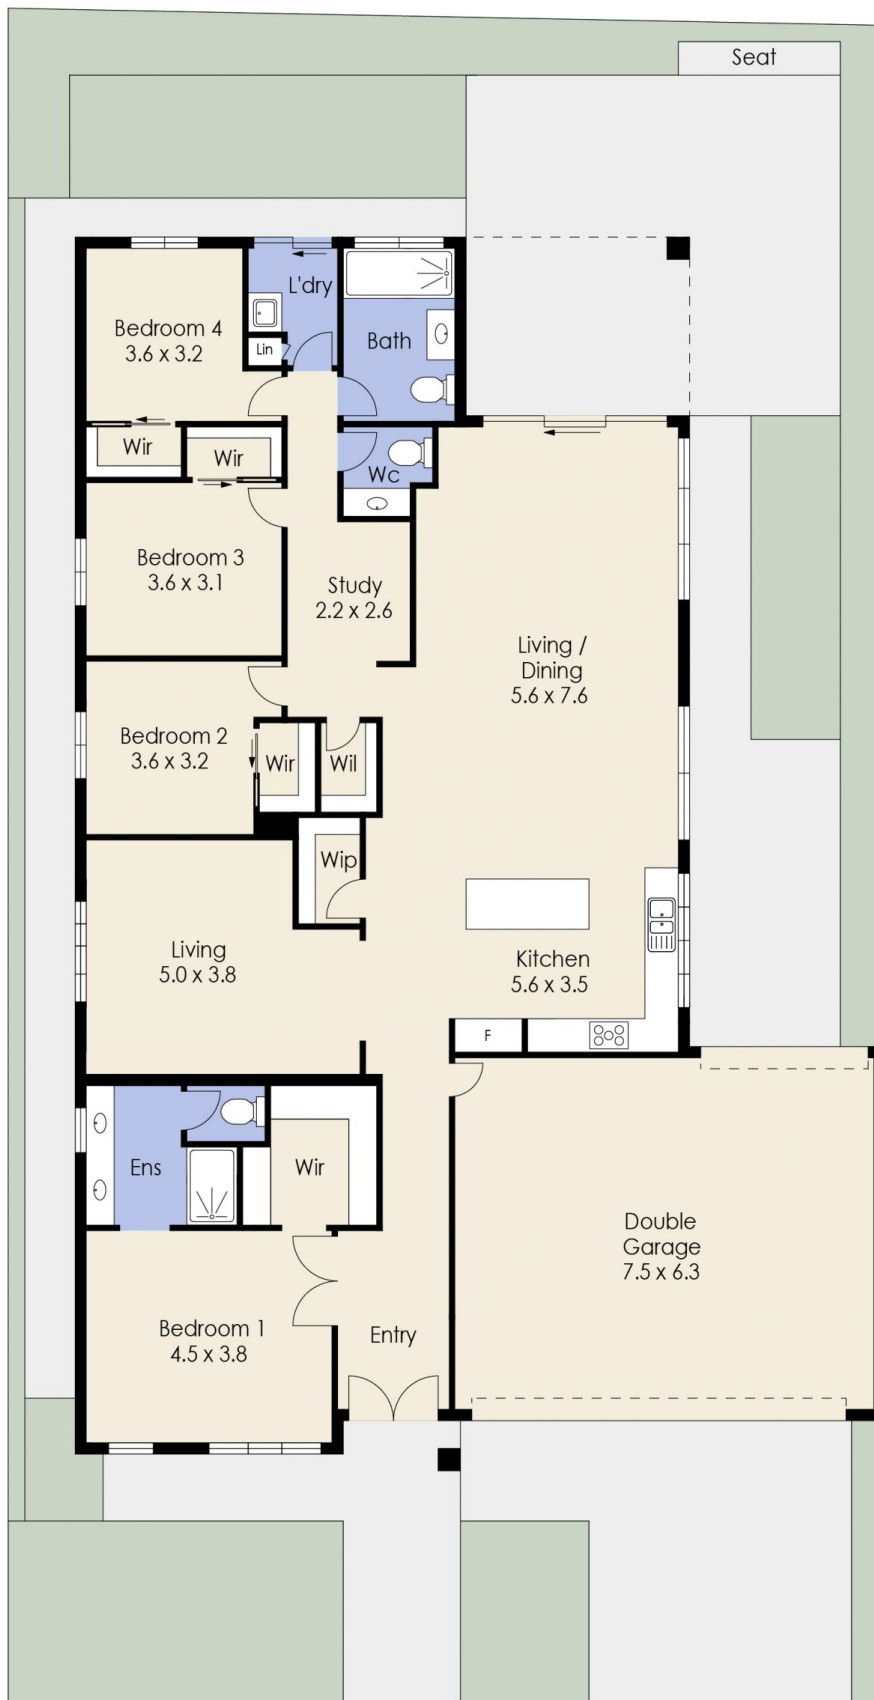 Seat
L'dry
Bedroom 4
3.6 x 3.2
Bath
Lin
Wir
Wir
Wc
Bedroom 3
3.6 x 3.1
Study
2.2 x 2.6
Living /
Dining
5.6 x 7.6
Bedroom 2
3.6 x 3.2
Wir
Wil
Wip
Living
5.0 x 3.8
Kitchen
5.6 x 3.5
F
Ens
Wir
Double
Garage
7.5 x 6.3
Bedroom 1
4.5 x 3.8
Entry